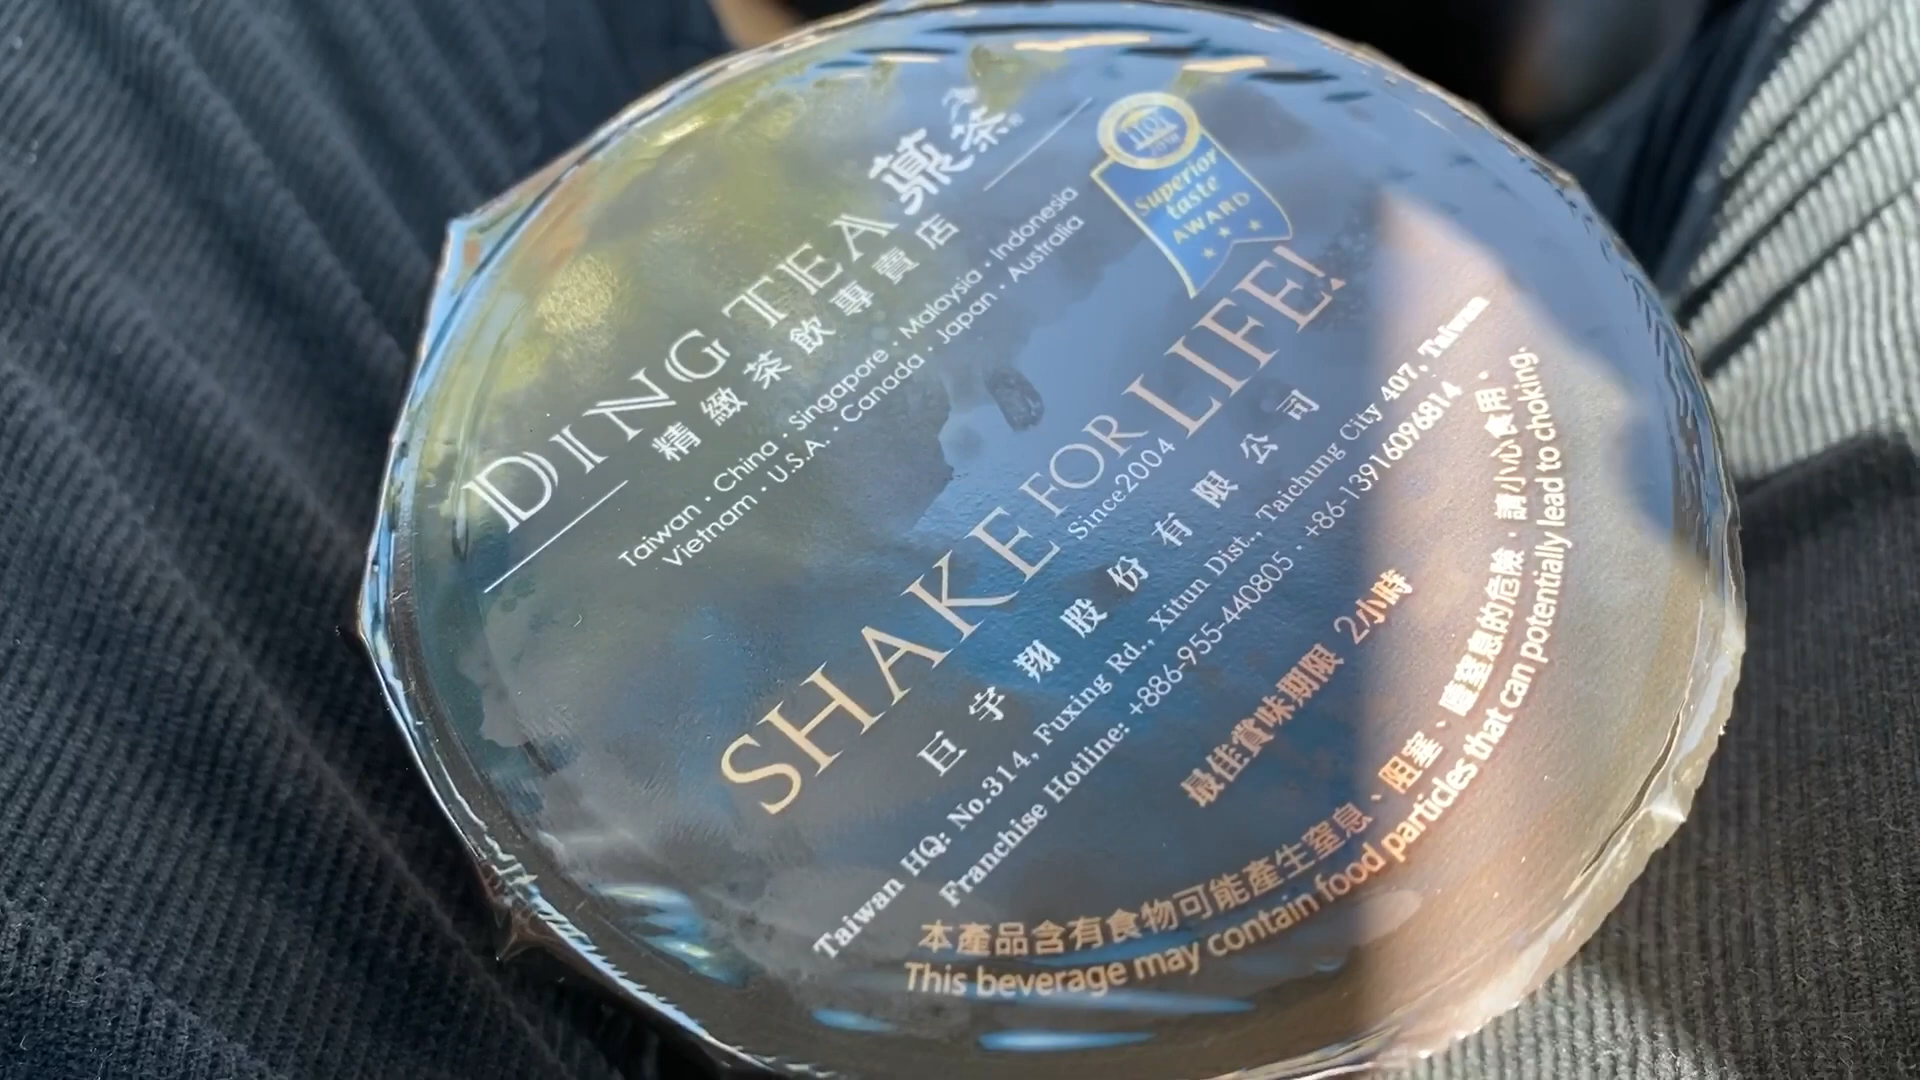 DING TEA 薡茶®
精緻茶飲專賣店
Taiwan・China・Singapore・Malaysia・Indonesia
Vietnam・U.S.A.・Canada・Japan・Australia
Superior
taste
AWARD
SHAKE FOR LIFE!
Since2004
巨宇翔股份有限公司
Taiwan HQ: No.314, Fuxing Rd., Xitun Dist., Taichung City 407, Taiwan
Franchise Hotline: +886-955-440805・+86-13916096814
最佳賞味期限 2小時
本產品含有食物可能產生窒息、阻塞、噎窒息的危險,請小心食用。
This beverage may contain food particles that can potentially lead to choking.